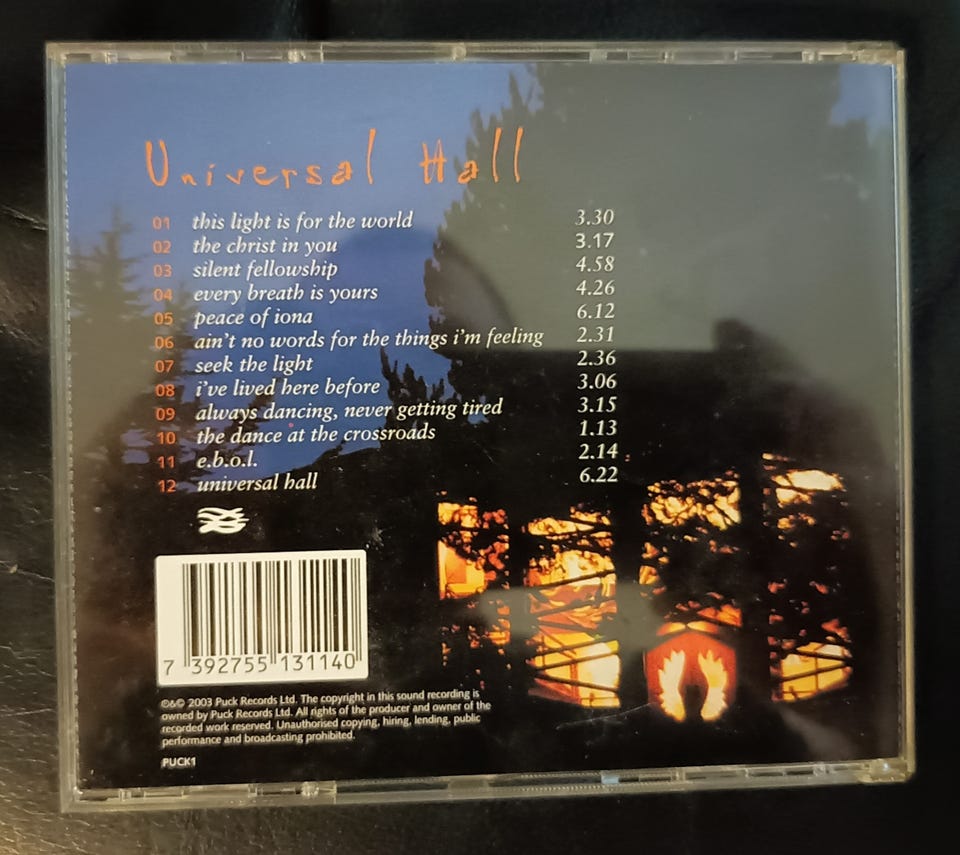 Universal Hall
01 this light is for the world 3.30
02 the christ in you 3.17
03 silent fellowship 4.58
04 every breath is yours 4.26
05 peace of iona 6.12
06 ain't no words for the things i'm feeling 2.31
07 seek the light 2.36
08 i've lived here before 3.06
09 always dancing, never getting tired 3.15
10 the dance at the crossroads 1.13
11 e.b.o.l. 2.14
12 universal hall 6.22
7 392755 131140
℗&© 2003 Puck Records Ltd. The copyright in this sound recording is
owned by Puck Records Ltd. All rights of the producer and owner of the
recorded work reserved. Unauthorised copying, hiring, lending, public
performance and broadcasting prohibited.
PUCK1